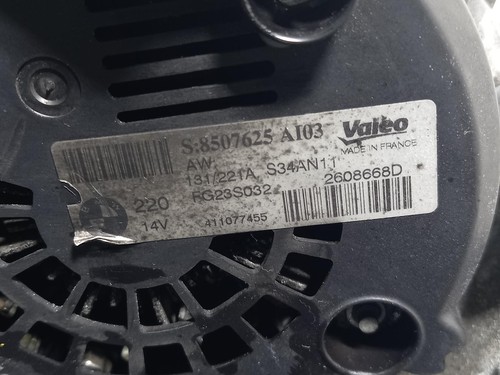 S:8507625 AI03
Valeo
MADE IN FRANCE
AW
131/221A S34AN11
220 RG23S032 2608668D
14V 411077455